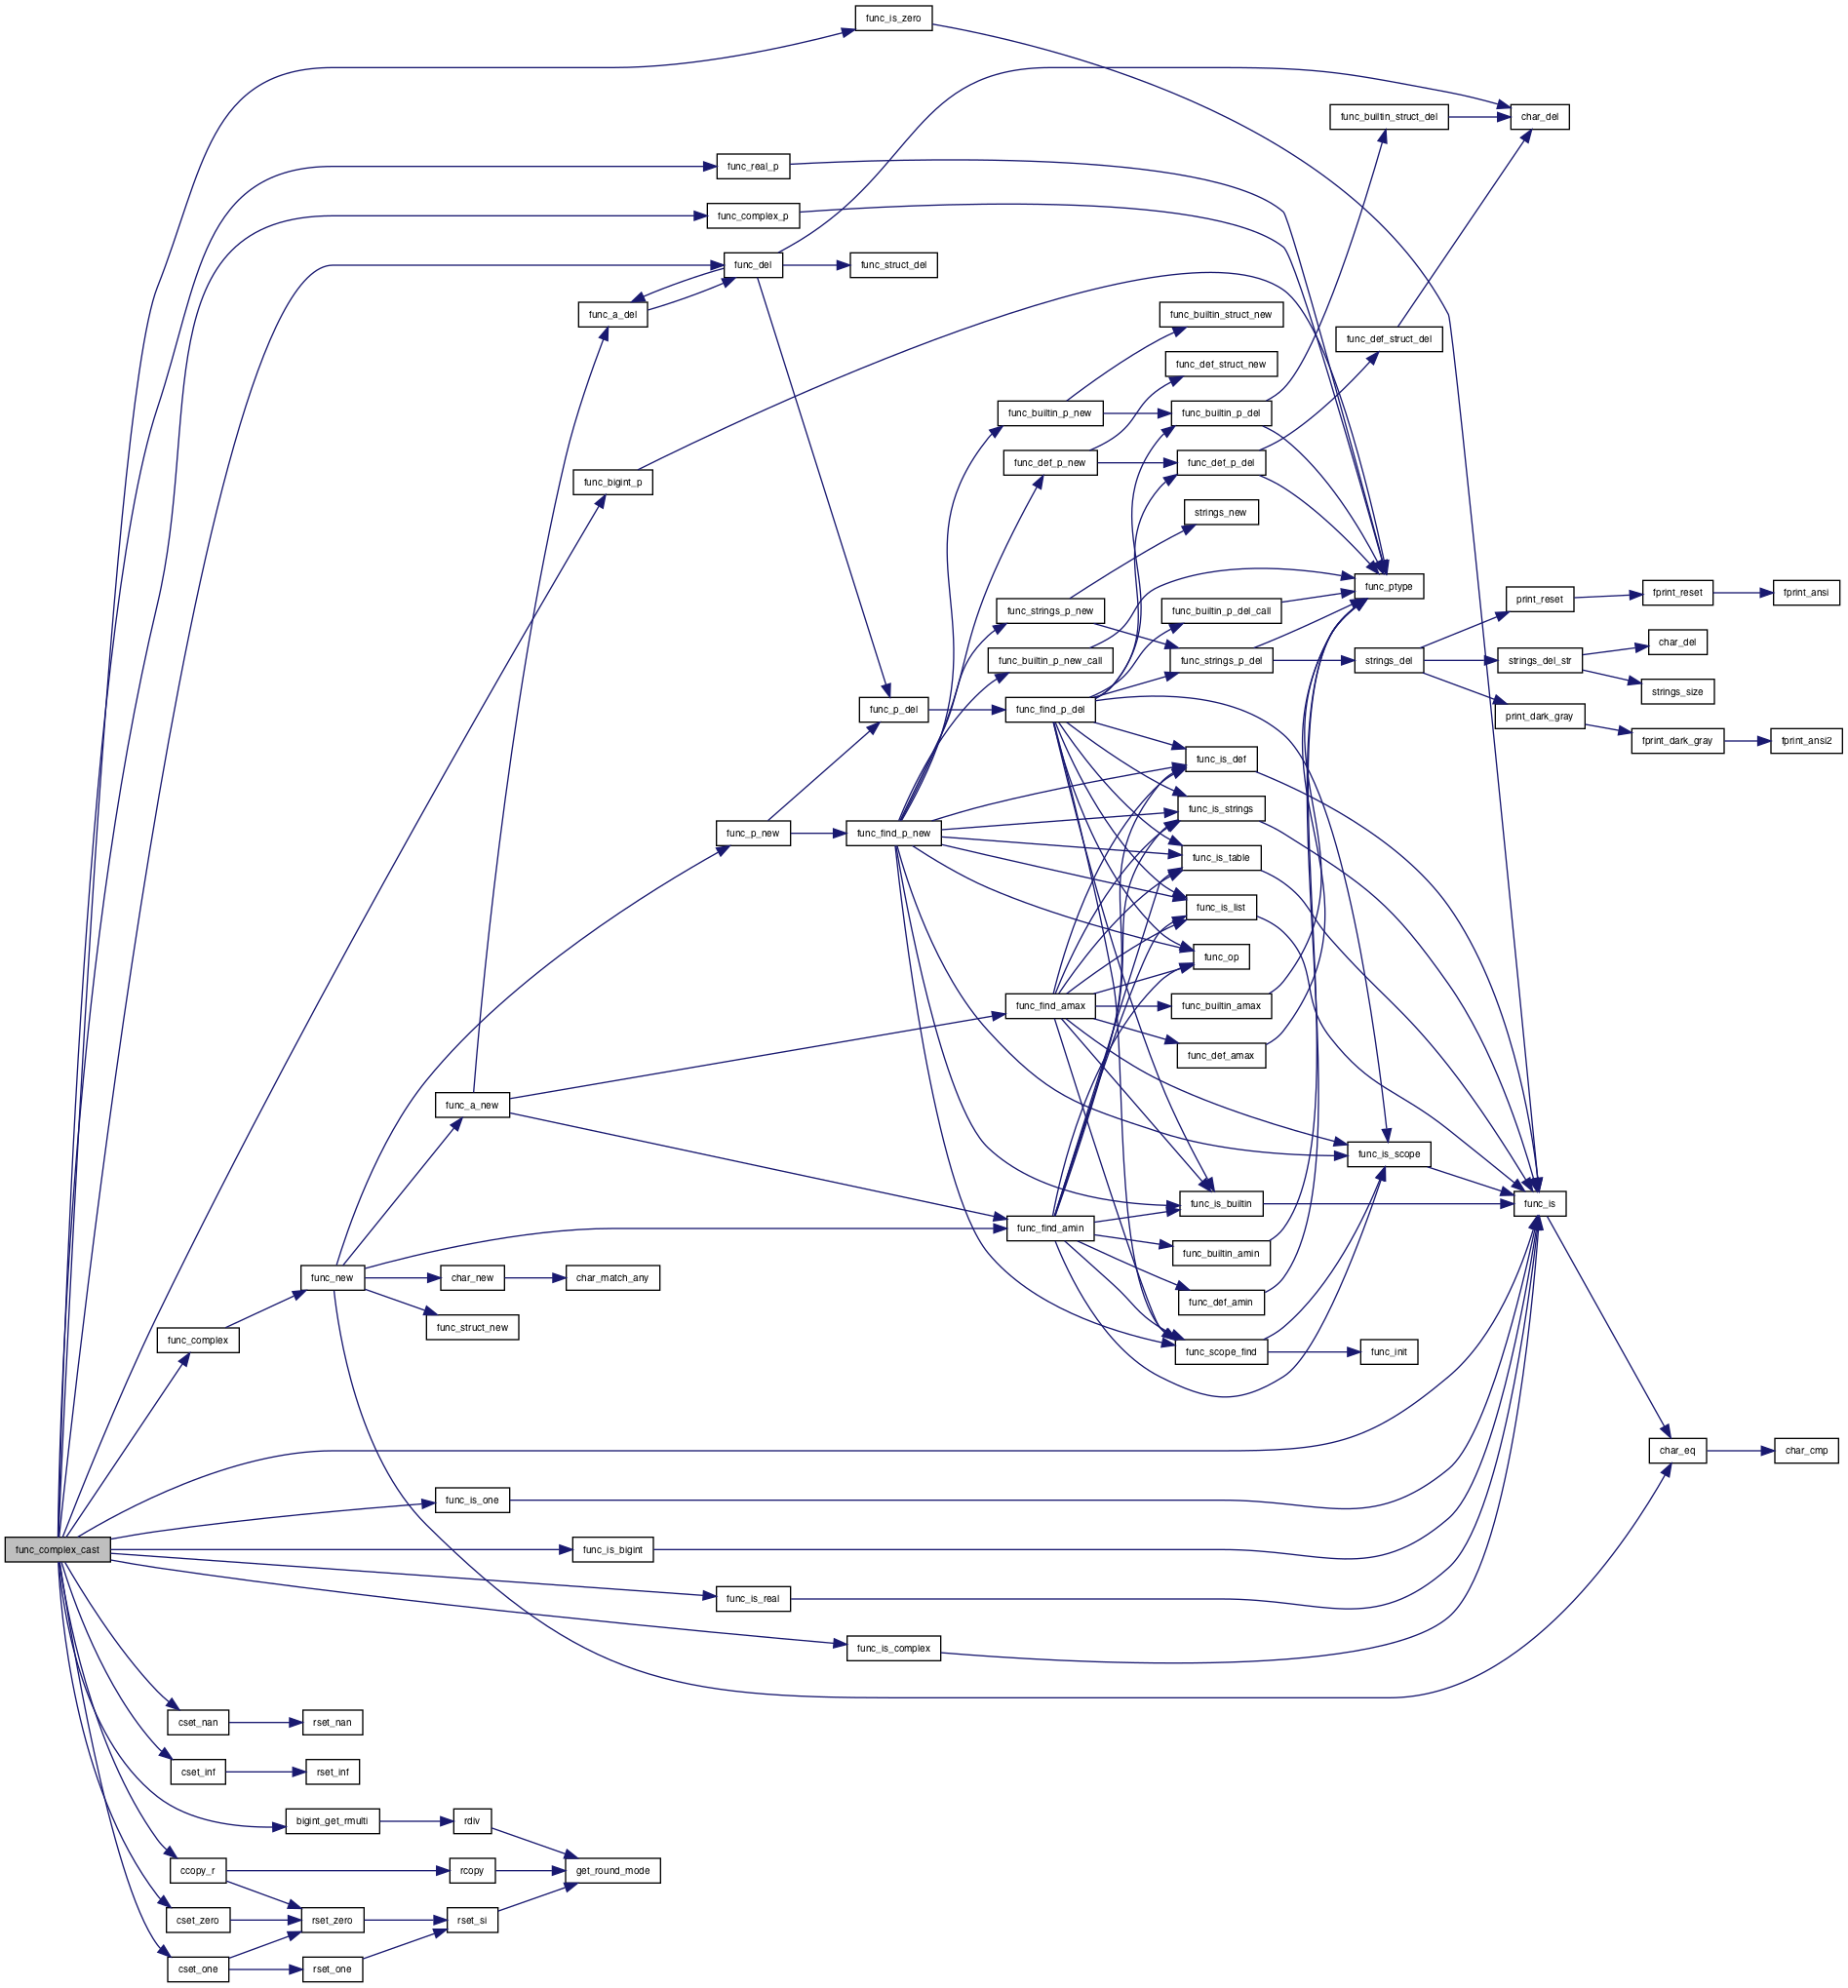 func_is_zero
func_builtin_struct_del
char_del
func_real_p
func_complex_p
func_del
func_struct_del
func_a_del
func_builtin_struct_new
func_def_struct_del
func_def_struct_new
func_builtin_p_new
func_builtin_p_del
func_def_p_new
func_def_p_del
func_bigint_p
strings_new
func_ptype
print_reset
fprint_reset
fprint_ansi
func_strings_p_new
func_builtin_p_del_call
char_del
func_builtin_p_new_call
func_strings_p_del
strings_del
strings_del_str
strings_size
func_p_del
func_find_p_del
print_dark_gray
fprint_dark_gray
fprint_ansi2
func_is_def
func_is_strings
func_p_new
func_find_p_new
func_is_table
func_is_list
func_op
func_find_amax
func_builtin_amax
func_def_amax
func_a_new
func_is_scope
func_is_builtin
func_is
func_find_amin
func_builtin_amin
func_new
char_new
char_match_any
func_def_amin
func_struct_new
func_complex
func_scope_find
func_init
char_eq
char_cmp
func_is_one
func_complex_cast
func_is_bigint
func_is_real
func_is_complex
cset_nan
rset_nan
cset_inf
rset_inf
bigint_get_rmulti
rdiv
ccopy_r
rcopy
get_round_mode
cset_zero
rset_zero
rset_si
cset_one
rset_one